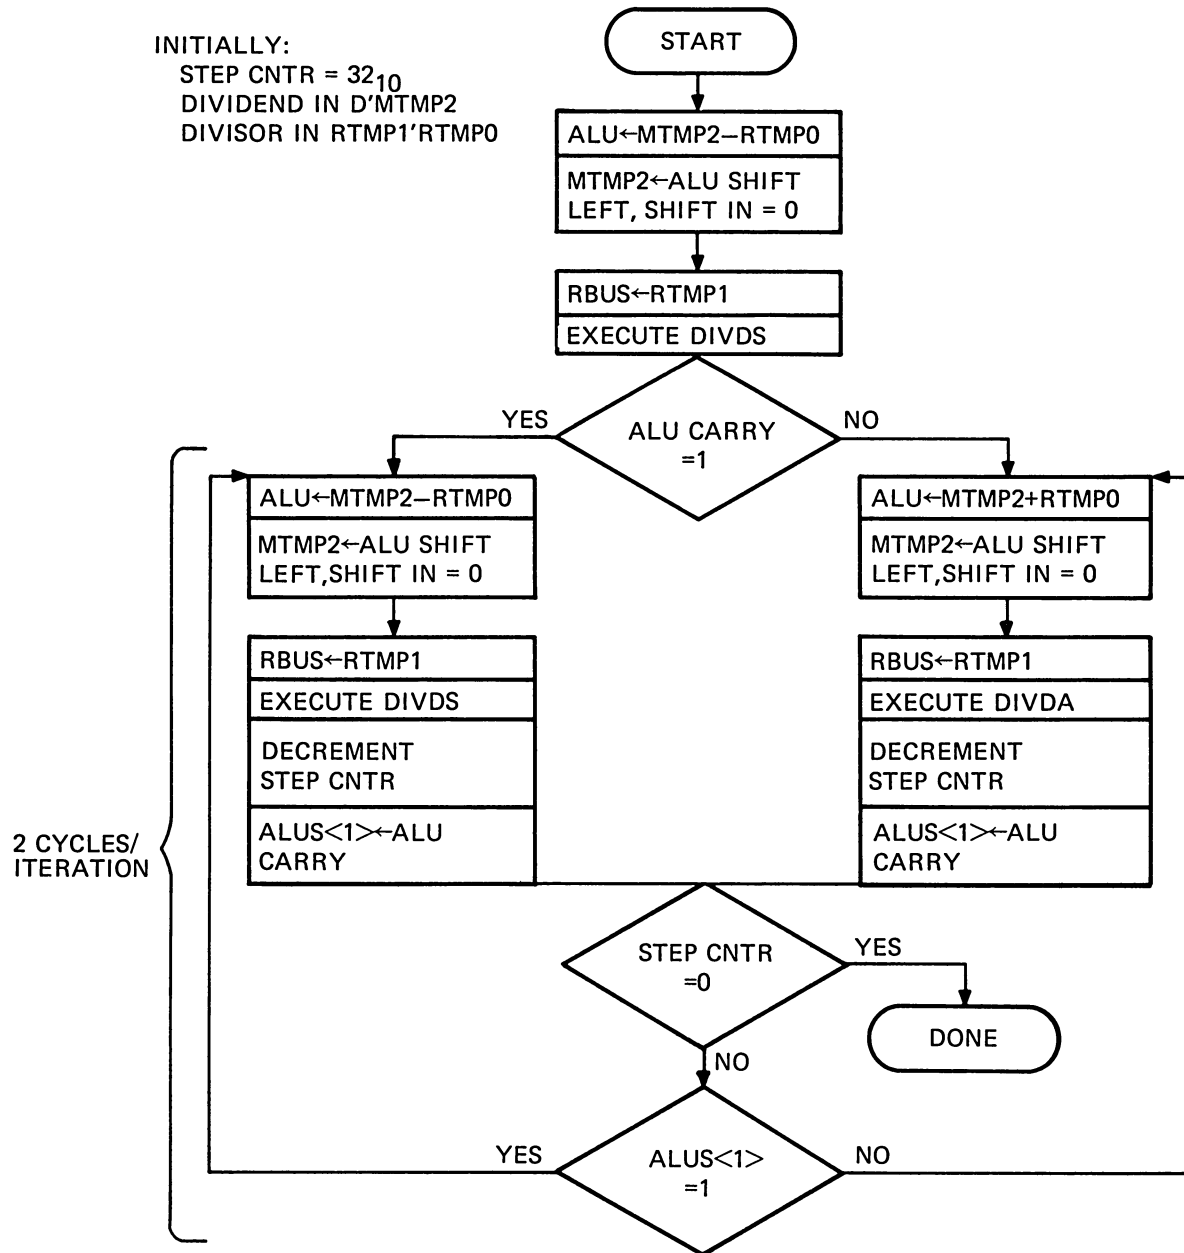 INITIALLY:
STEP CNTR = 32₁₀
DIVIDEND IN D'MTMP2
DIVISOR IN RTMP1'RTMP0
START
ALU←MTMP2–RTMP0
MTMP2←ALU SHIFT
LEFT, SHIFT IN = 0
RBUS←RTMP1
EXECUTE DIVDS
ALU CARRY
=1
YES
NO
ALU←MTMP2–RTMP0
MTMP2←ALU SHIFT
LEFT,SHIFT IN = 0
RBUS←RTMP1
EXECUTE DIVDS
DECREMENT
STEP CNTR
ALUS<1>←ALU
CARRY
ALU←MTMP2+RTMP0
MTMP2←ALU SHIFT
LEFT,SHIFT IN = 0
RBUS←RTMP1
EXECUTE DIVDA
DECREMENT
STEP CNTR
ALUS<1>←ALU
CARRY
2 CYCLES/
ITERATION
STEP CNTR
=0
YES
DONE
NO
ALUS<1>
=1
YES
NO